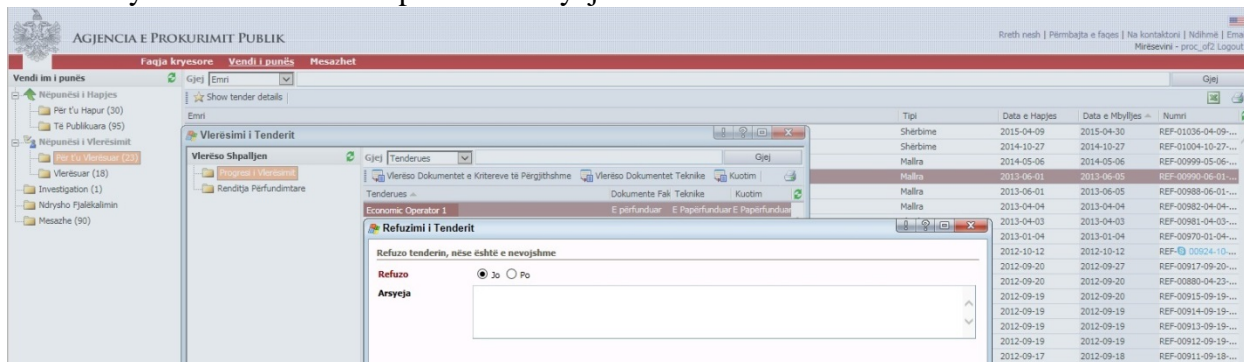 AGJENCIA E PROKURIMIT PUBLIK
Rreth nesh | Përmbajta e faqes | Na kontaktoni | Ndihmë | Ema
Mirësevini - proc_of2 Logout
Faqja kryesore Vendi i punës Mesazhet
Vendi im i punës
Gjej Emri Gjej
Nëpunësi i Hapjes
Për t'u Hapur (30)
Të Publikuara (95)
Nëpunësi i Vlerësimit
Për t'u Vlerësuar (23)
Vlerësuar (18)
Investigation (1)
Ndrysho Fjalëkalimin
Mesazhe (90)
Show tender details
Emri Tipi Data e Hapjes Data e Mbylljes Numri
Shërbime 2015-04-09 2015-04-30 REF-01036-04-09-...
Shërbime 2014-10-27 2014-10-27 REF-01004-10-27-...
Mallra 2014-05-06 2014-05-06 REF-00999-05-06-...
Mallra 2013-06-01 2013-06-05 REF-00990-06-01-...
Mallra 2013-06-01 2013-06-05 REF-00988-06-01-...
Mallra 2013-04-04 2013-04-04 REF-00982-04-04-...
2013-04-03 2013-04-03 REF-00981-04-03-...
2013-01-04 2013-01-04 REF-00970-01-04-...
2012-10-12 2012-10-12 REF- 00924-10-...
2012-09-20 2012-09-27 REF-00917-09-20-...
2012-09-20 2012-09-20 REF-00880-04-23-...
2012-09-19 2012-09-20 REF-00915-09-19-...
2012-09-19 2012-09-19 REF-00914-09-19-...
2012-09-19 2012-09-19 REF-00913-09-19-...
2012-09-19 2012-09-19 REF-00912-09-19-...
2012-09-17 2012-09-18 REF-00911-09-18-...
Vlerësimi i Tenderit
Vlerëso Shpalljen
Progresi i Vlerësimit
Renditja Përfundimtare
Gjej Tenderues Gjej
Vlerëso Dokumentet e Kritereve të Përgjithshme Vlerëso Dokumentet Teknike Kuotim
Tenderues Dokumente Fak Teknike Kuotim
Economic Operator 1 E përfunduar E Papërfunduar E Papërfunduar
Refuzimi i Tenderit
Refuzo tenderin, nëse është e nevojshme
Refuzo Jo Po
Arsyeja